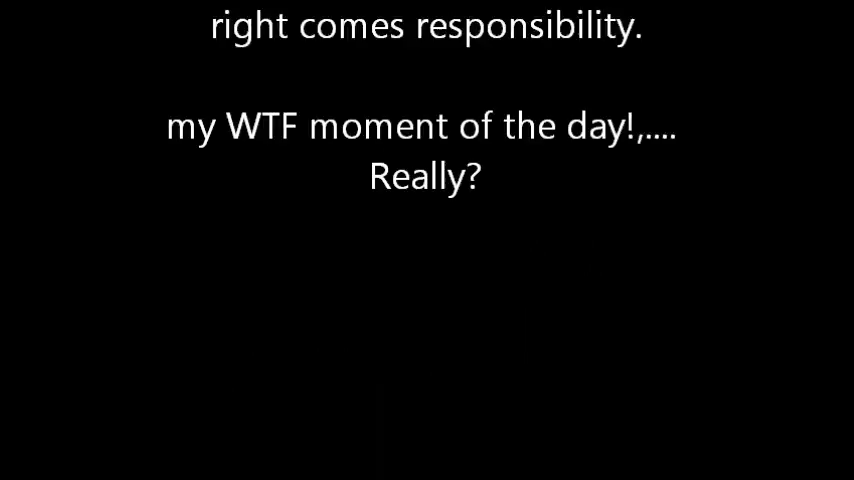 right comes responsibility.
my WTF moment of the day!,....
Really?